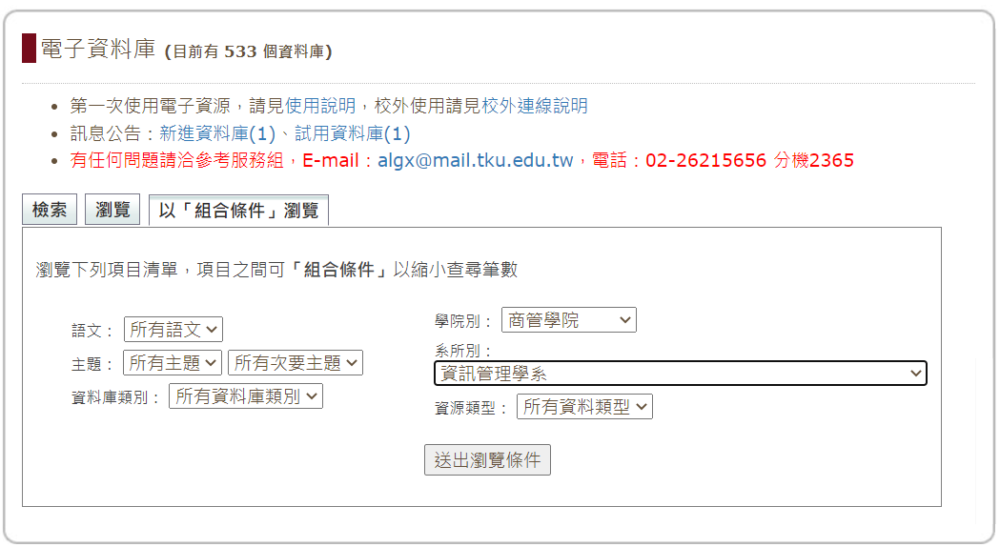 電子資料庫 (目前有 533 個資料庫)
第一次使用電子資源，請見使用說明，校外使用請見校外連線說明
訊息公告：新進資料庫(1)、試用資料庫(1)
有任何問題請洽參考服務組，E-mail：algx@mail.tku.edu.tw，電話：02-26215656 分機2365
檢索 瀏覽 以「組合條件」瀏覽
瀏覽下列項目清單，項目之間可「組合條件」以縮小查尋筆數
語文： 所有語文
主題： 所有主題 所有次要主題
資料庫類別： 所有資料庫類別
學院別： 商管學院
系所別：
資訊管理學系
資源類型： 所有資料類型
送出瀏覽條件